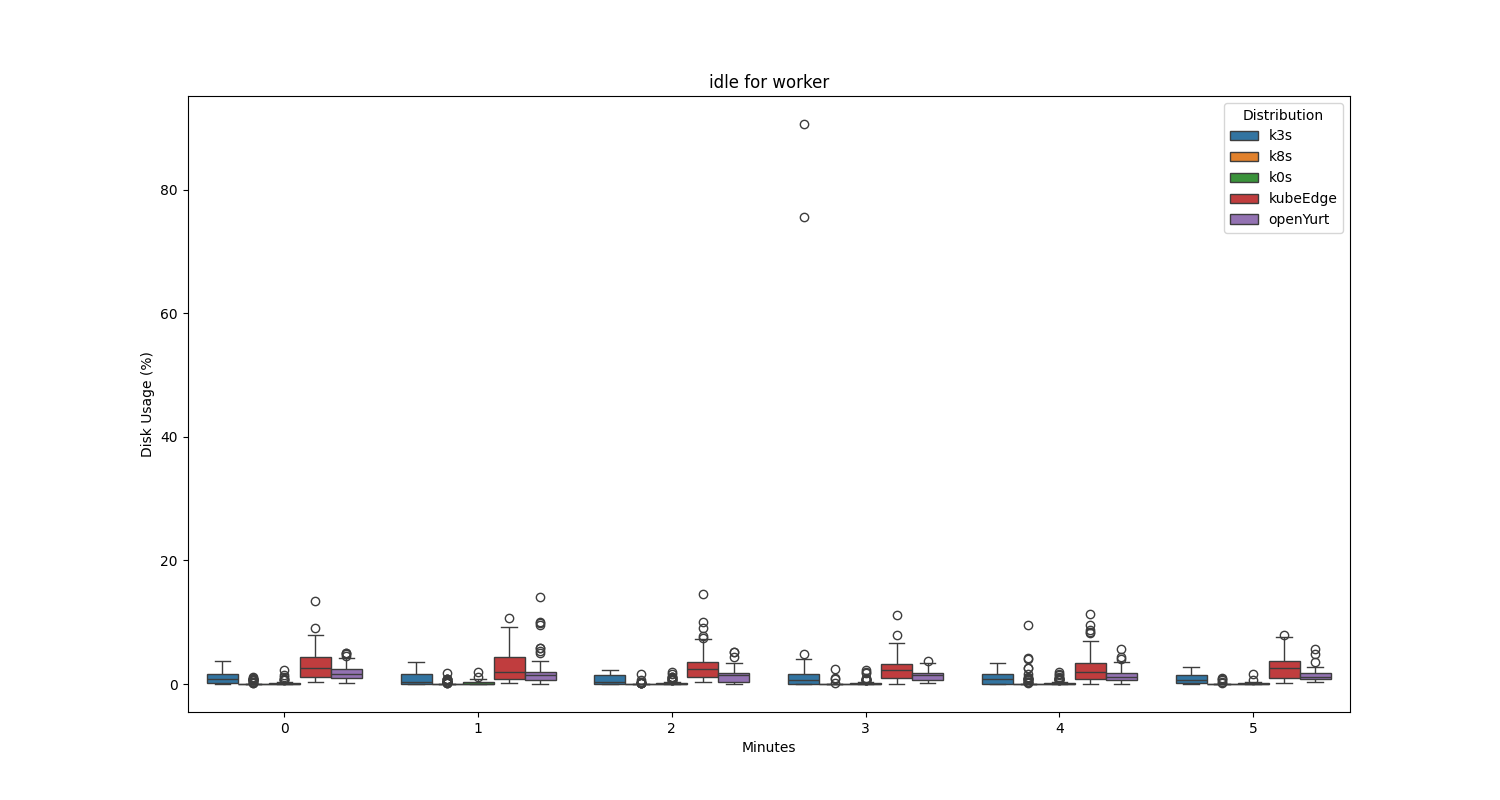 idle for worker
Distribution
k3s
k8s
k0s
kubeEdge
openYurt
Disk Usage (%)
80
60
40
20
0
0 1 2 3 4 5
Minutes